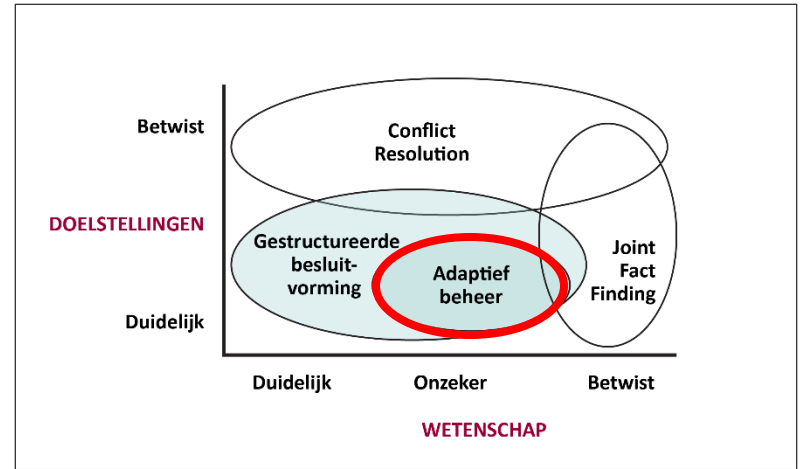 Betwist
Conflict
Resolution
DOELSTELLINGEN
Gestructureerde
besluit-
vorming
Adaptief
beheer
Joint
Fact
Finding
Duidelijk
Duidelijk
Onzeker
Betwist
WETENSCHAP